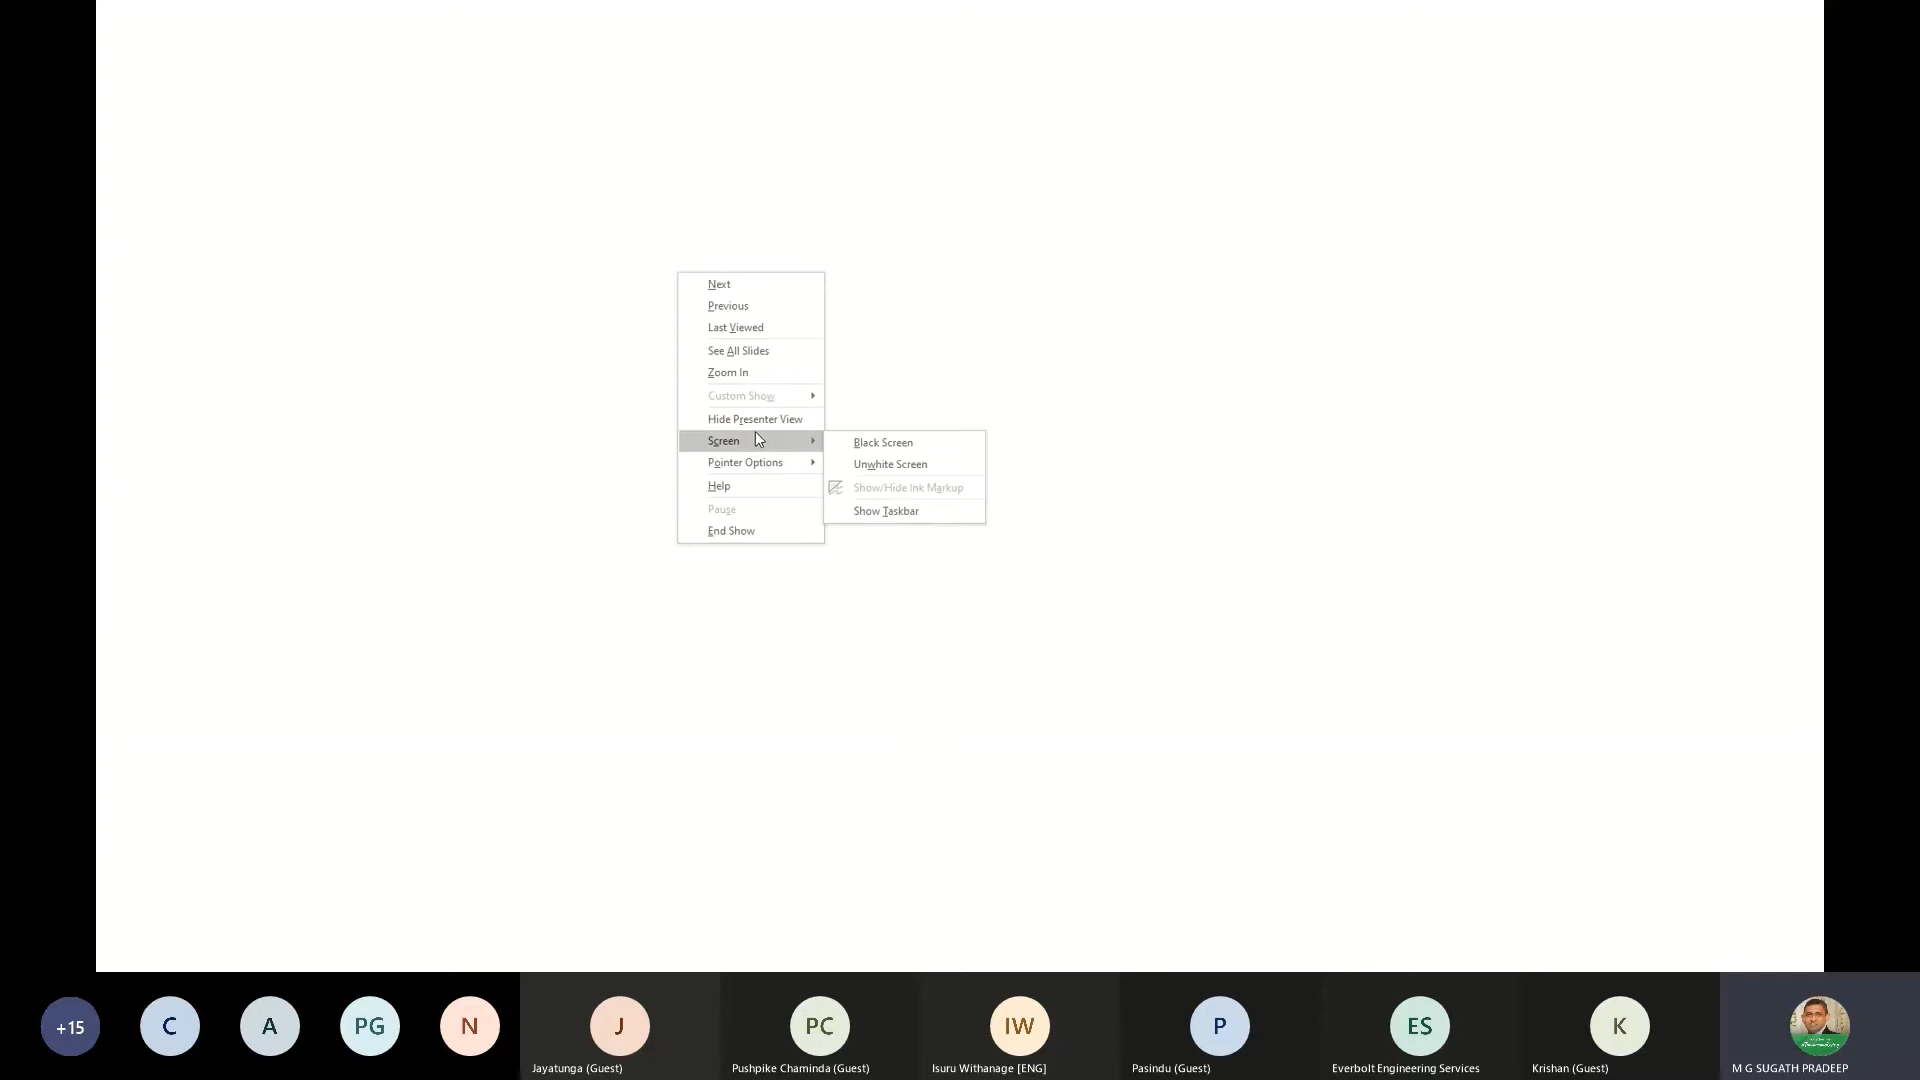 Next
Previous
Last Viewed
See All Slides
Zoom In
Custom Show
Hide Presenter View
Screen
Pointer Options
Help
Pause
End Show
Black Screen
Unwhite Screen
Show/Hide Ink Markup
Show Taskbar
+15
C
A
PG
N
J
PC
IW
P
ES
K
Jayatunga (Guest)
Pushpike Chaminda (Guest)
Isuru Withanage [ENG]
Pasindu (Guest)
Everbolt Engineering Services
Krishan (Guest)
M G SUGATH PRADEEP